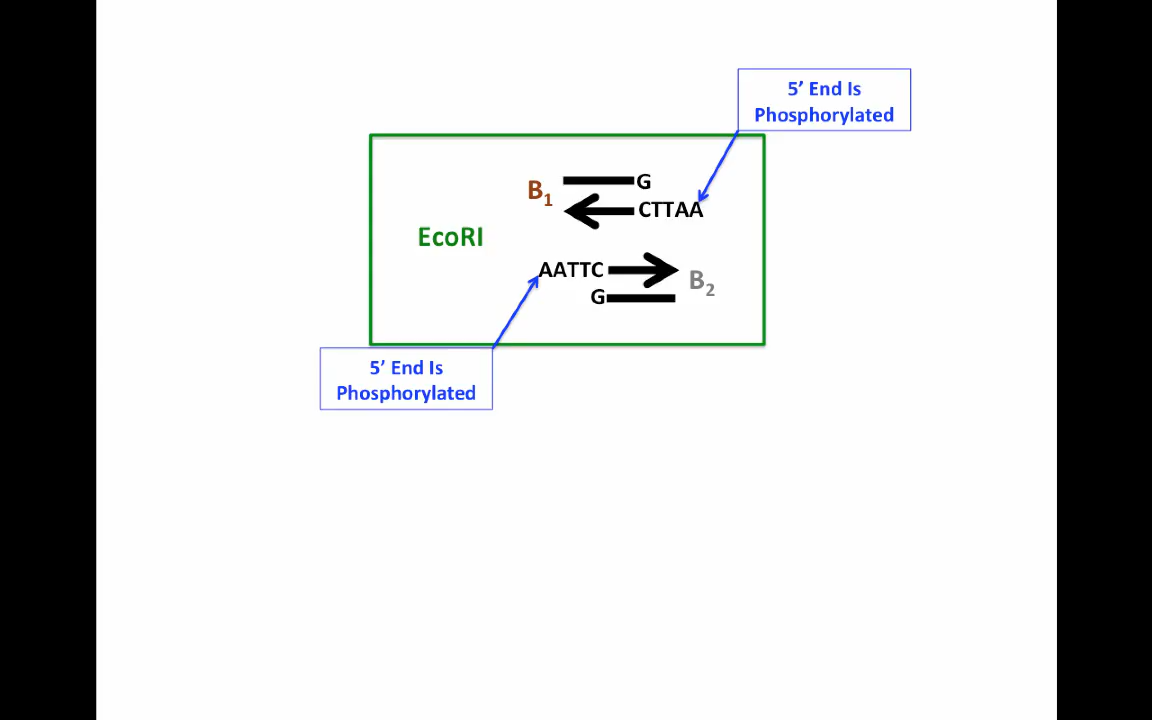 5’ End Is
Phosphorylated
G
B1
CTTAA
EcoRI
AATTC
B2
G
5’ End Is
Phosphorylated